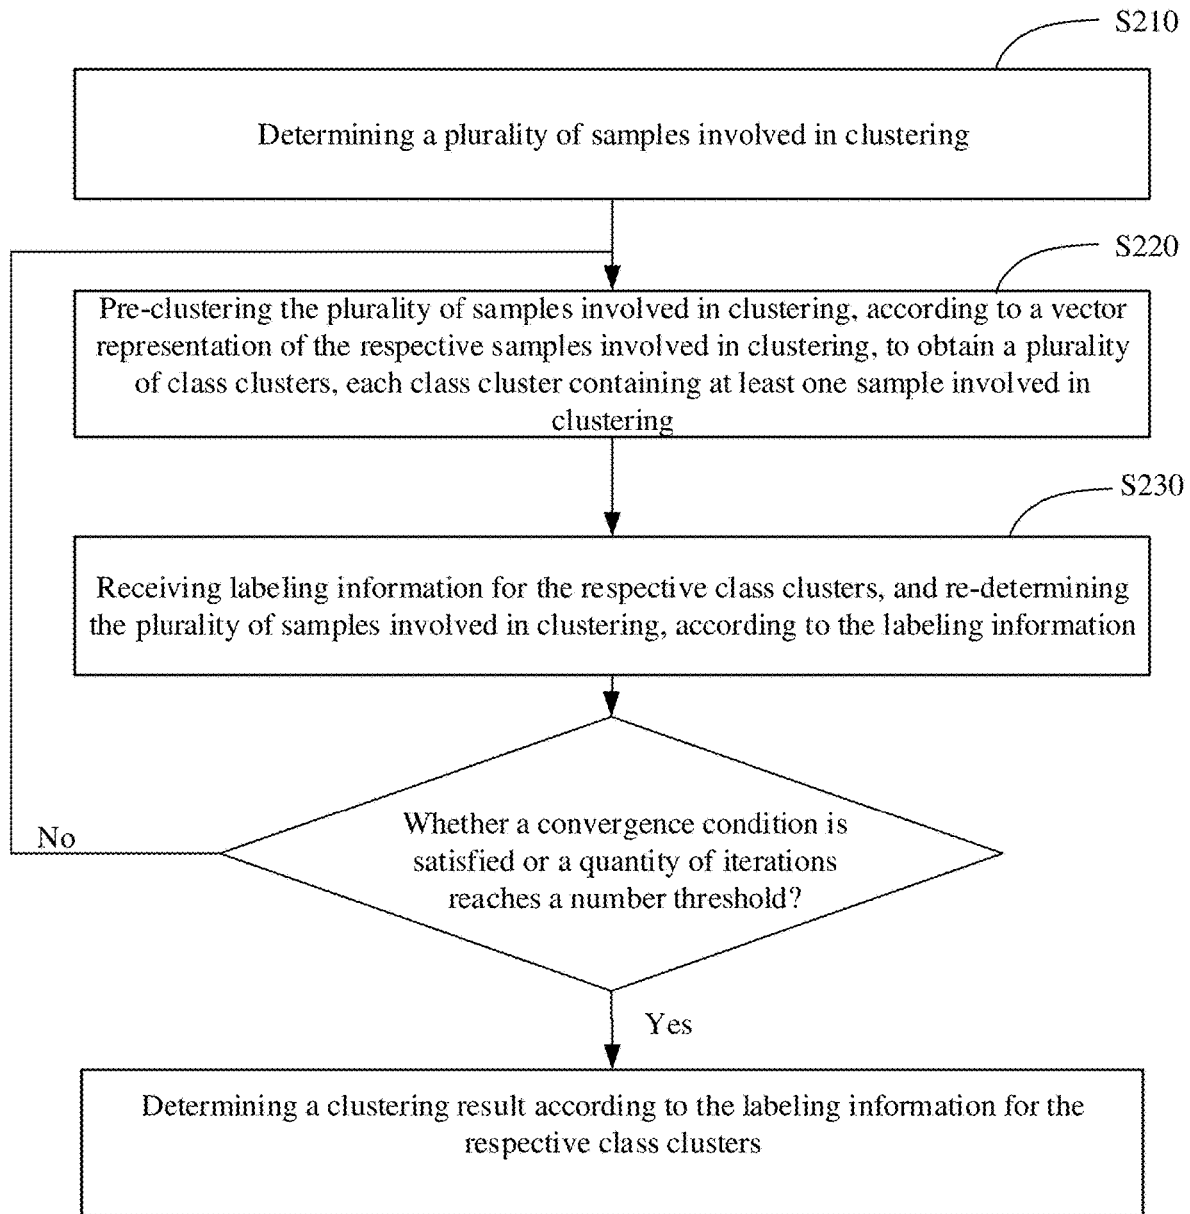 S210
Determining a plurality of samples involved in clustering
S220
Pre-clustering the plurality of samples involved in clustering, according to a vector
representation of the respective samples involved in clustering, to obtain a plurality
of class clusters, each class cluster containing at least one sample involved in
clustering
S230
Receiving labeling information for the respective class clusters, and re-determining
the plurality of samples involved in clustering, according to the labeling information
Whether a convergence condition is
satisfied or a quantity of iterations
reaches a number threshold?
No
Yes
Determining a clustering result according to the labeling information for the
respective class clusters